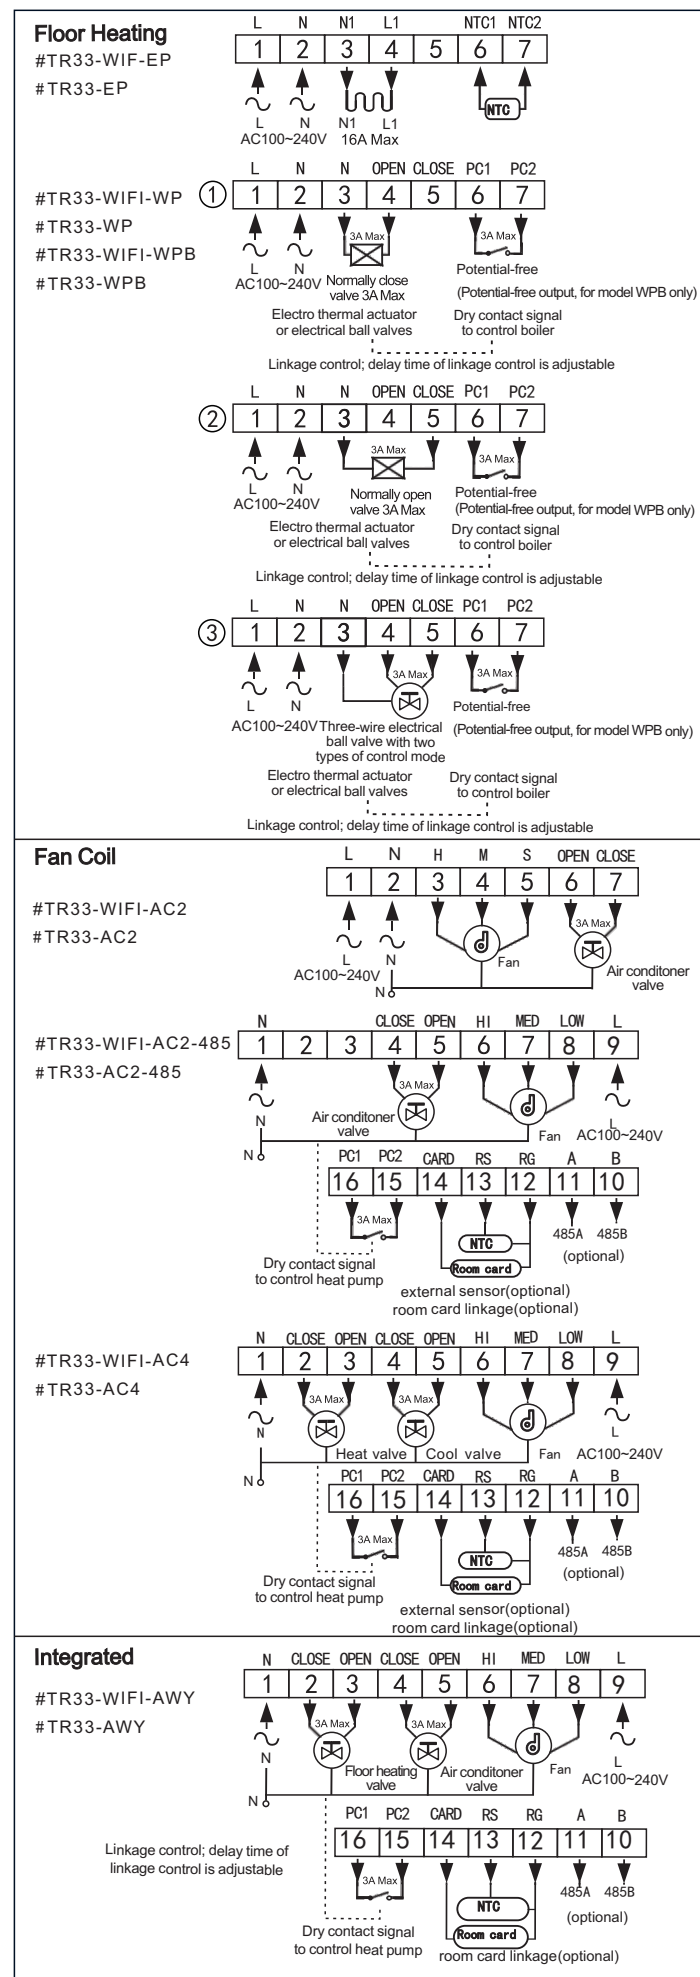 Floor Heating
#TR33-WIF-EP
#TR33-EP
L N N1 L1 NTC1 NTC2
1 2 3 4 5 6 7
NTC
L N N1 L1
AC100~240V 16A Max
#TR33-WIFI-WP
#TR33-WP
#TR33-WIFI-WPB
#TR33-WPB
①
L N N OPEN CLOSE PC1 PC2
1 2 3 4 5 6 7
3A Max 3A Max
L N
AC100~240V
Normally close
valve 3A Max
Potential-free
(Potential-free output, for model WPB only)
Electro thermal actuator
or electrical ball valves
Dry contact signal
to control boiler
Linkage control; delay time of linkage control is adjustable
②
L N N OPEN CLOSE PC1 PC2
1 2 3 4 5 6 7
3A Max 3A Max
L N
AC100~240V
Normally open
valve 3A Max
Potential-free
(Potential-free output, for model WPB only)
Electro thermal actuator
or electrical ball valves
Dry contact signal
to control boiler
Linkage control; delay time of linkage control is adjustable
③
L N N OPEN CLOSE PC1 PC2
1 2 3 4 5 6 7
3A Max 3A Max
L N
AC100~240V
Three-wire electrical
ball valve with two
types of control mode
Potential-free
(Potential-free output, for model WPB only)
Electro thermal actuator
or electrical ball valves
Dry contact signal
to control boiler
Linkage control; delay time of linkage control is adjustable
Fan Coil
#TR33-WIFI-AC2
#TR33-AC2
L N H M S OPEN CLOSE
1 2 3 4 5 6 7
3A Max
L N
AC100~240V
Fan
Air conditoner
valve
N
#TR33-WIFI-AC2-485
#TR33-AC2-485
N CLOSE OPEN HI MED LOW L
1 2 3 4 5 6 7 8 9
3A Max
N
Air conditoner
valve
Fan
L
AC100~240V
N
PC1 PC2 CARD RS RG A B
16 15 14 13 12 11 10
3A Max
NTC
Room card
485A 485B
(optional)
Dry contact signal
to control heat pump
external sensor(optional)
room card linkage(optional)
#TR33-WIFI-AC4
#TR33-AC4
N CLOSE OPEN CLOSE OPEN HI MED LOW L
1 2 3 4 5 6 7 8 9
3A Max 3A Max
N L
Heat valve Cool valve Fan AC100~240V
N
PC1 PC2 CARD RS RG A B
16 15 14 13 12 11 10
3A Max
NTC
Room card
485A 485B
(optional)
Dry contact signal
to control heat pump
external sensor(optional)
room card linkage(optional)
Integrated
#TR33-WIFI-AWY
#TR33-AWY
N CLOSE OPEN CLOSE OPEN HI MED LOW L
1 2 3 4 5 6 7 8 9
3A Max 3A Max
N
Floor heating
valve
Air conditoner
valve
Fan
L
AC100~240V
N
PC1 PC2 CARD RS RG A B
16 15 14 13 12 11 10
Linkage control; delay time of
linkage control is adjustable
3A Max
NTC
Room card
485A 485B
(optional)
Dry contact signal
to control heat pump
room card linkage(optional)